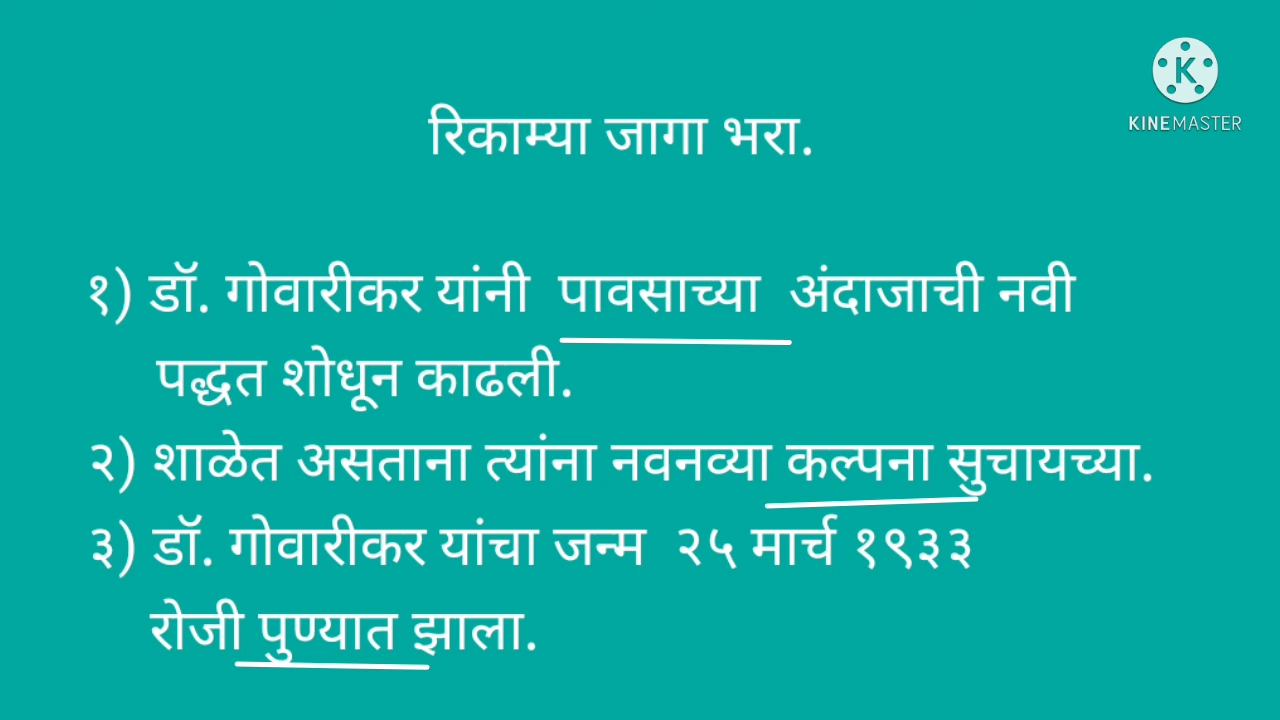 KINEMASTER
रिकाम्या जागा भरा.
१) डॉ. गोवारीकर यांनी पावसाच्या अंदाजाची नवी
पद्धत शोधून काढली.
२) शाळेत असताना त्यांना नवनव्या कल्पना सुचायच्या.
३) डॉ. गोवारीकर यांचा जन्म २५ मार्च १९३३
रोजी पुण्यात झाला.